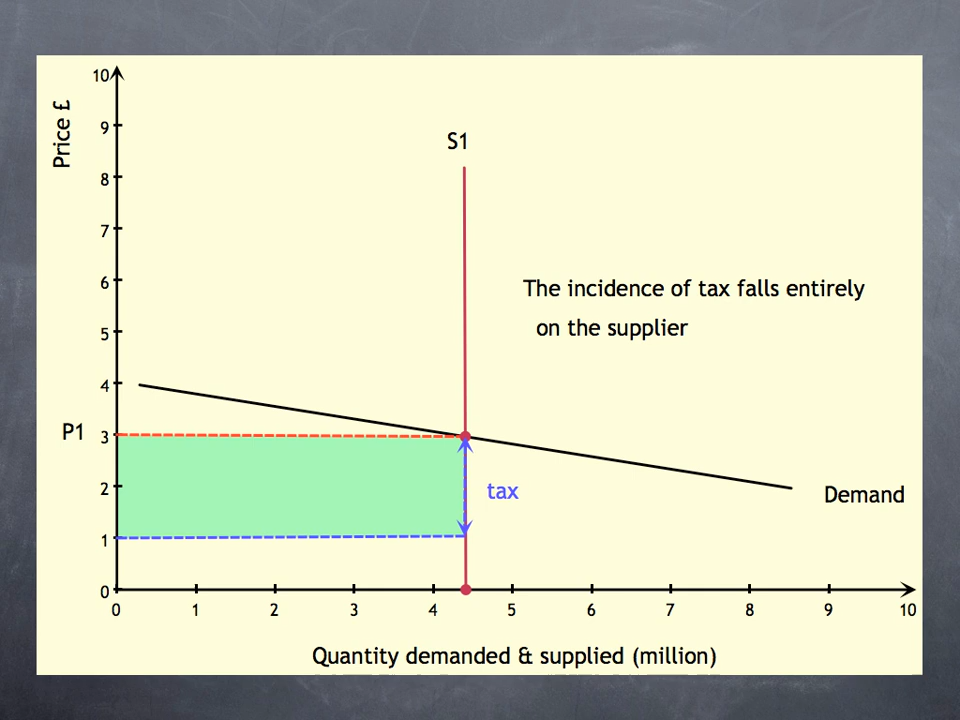 Price £
10
9
8
7
6
5
4
3
2
1
0
P1
S1
The incidence of tax falls entirely
on the supplier
tax
Demand
0 1 2 3 4 5 6 7 8 9 10
Quantity demanded & supplied (million)